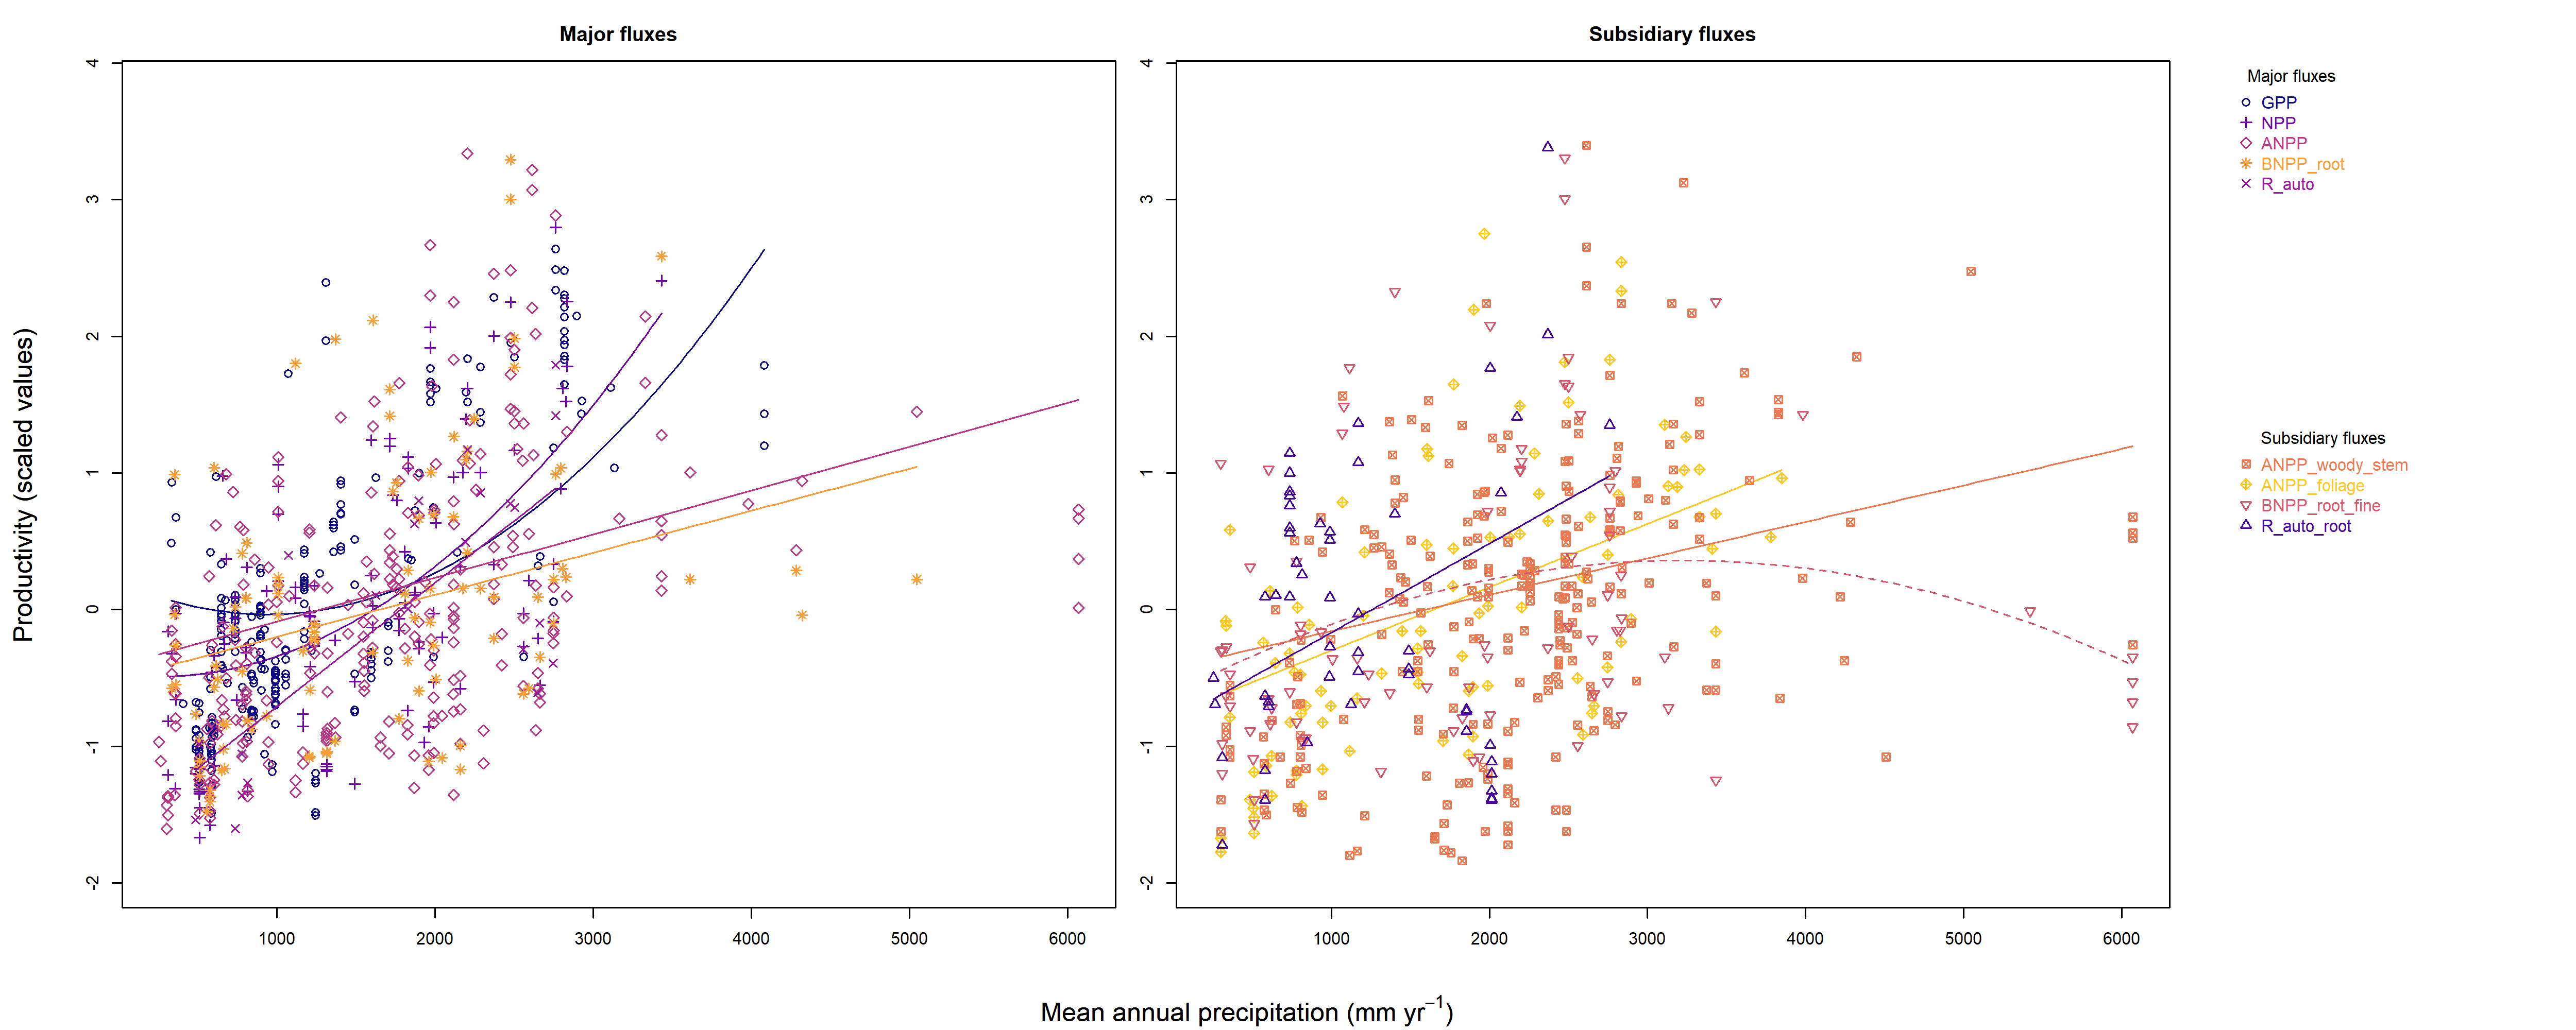 Major fluxes
Subsidiary fluxes
Productivity (scaled values)
4
3
2
1
0
-1
-2
1000 2000 3000 4000 5000 6000
4
3
2
1
0
-1
-2
1000 2000 3000 4000 5000 6000
Mean annual precipitation (mm yr⁻¹)
Major fluxes
GPP
NPP
ANPP
BNPP_root
R_auto
Subsidiary fluxes
ANPP_woody_stem
ANPP_foliage
BNPP_root_fine
R_auto_root